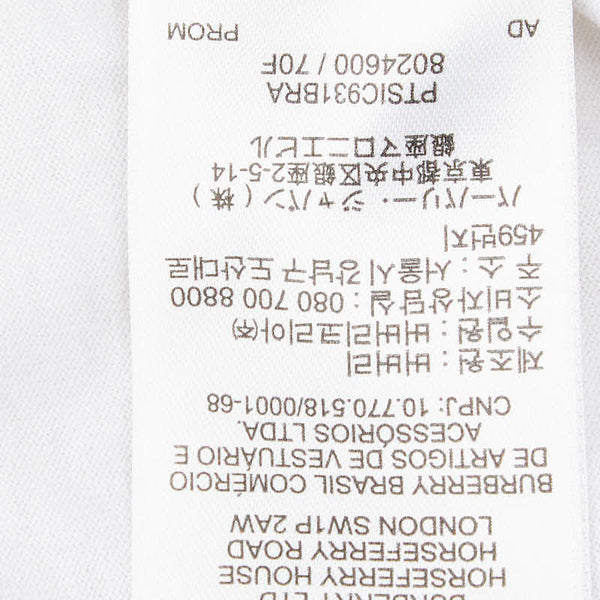 BURBERRY LTD
HORSEFERRY HOUSE
HORSEFERRY ROAD
LONDON SW1P 2AW
BURBERRY BRASIL COMÉRCIO
DE ARTIGOS DE VESTUÁRIO E
ACESSÓRIOS LTDA.
CNPJ: 10.770.518/0001-68
제조원 : 버버리
수입원 : 버버리코리아㈜
소비자상담실 : 080 700 8800
주 소 : 서울시 강남구 도산대로
459번지
バーバリー・ジャパン ( 株 )
東京都中央区銀座2-5-14
銀座マロニエビル
PTSIC931BRA
8024600 / 70F
AD PROM